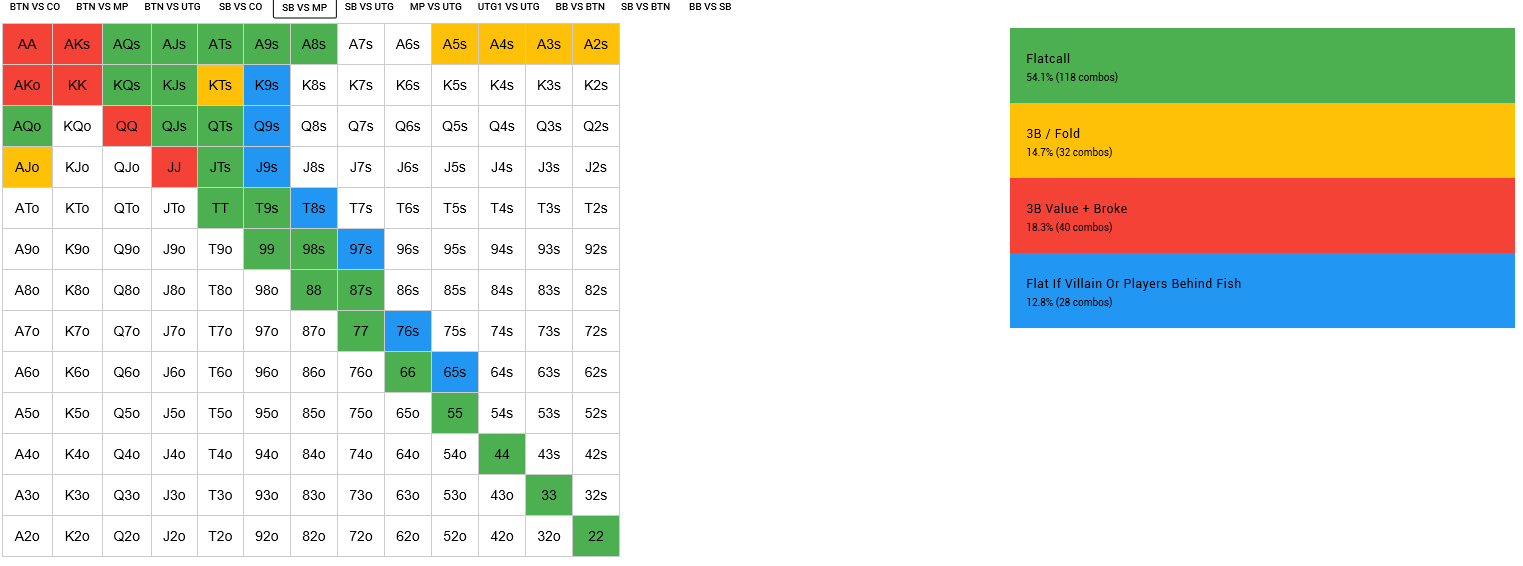 BTN VS CO BTN VS MP BTN VS UTG SB VS CO SB VS MP SB VS UTG MP VS UTG UTG1 VS UTG BB VS BTN SB VS BTN BB VS SB
AA AKs AQs AJs ATs A9s A8s A7s A6s A5s A4s A3s A2s
AKo KK KQs KJs KTs K9s K8s K7s K6s K5s K4s K3s K2s
AQo KQo QQ QJs QTs Q9s Q8s Q7s Q6s Q5s Q4s Q3s Q2s
AJo KJo QJo JJ JTs J9s J8s J7s J6s J5s J4s J3s J2s
ATo KTo QTo JTo TT T9s T8s T7s T6s T5s T4s T3s T2s
A9o K9o Q9o J9o T9o 99 98s 97s 96s 95s 94s 93s 92s
A8o K8o Q8o J8o T8o 98o 88 87s 86s 85s 84s 83s 82s
A7o K7o Q7o J7o T7o 97o 87o 77 76s 75s 74s 73s 72s
A6o K6o Q6o J6o T6o 96o 86o 76o 66 65s 64s 63s 62s
A5o K5o Q5o J5o T5o 95o 85o 75o 65o 55 54s 53s 52s
A4o K4o Q4o J4o T4o 94o 84o 74o 64o 54o 44 43s 42s
A3o K3o Q3o J3o T3o 93o 83o 73o 63o 53o 43o 33 32s
A2o K2o Q2o J2o T2o 92o 82o 72o 62o 52o 42o 32o 22
Flatcall
54.1% (118 combos)
3B / Fold
14.7% (32 combos)
3B Value + Broke
18.3% (40 combos)
Flat If Villain Or Players Behind Fish
12.8% (28 combos)